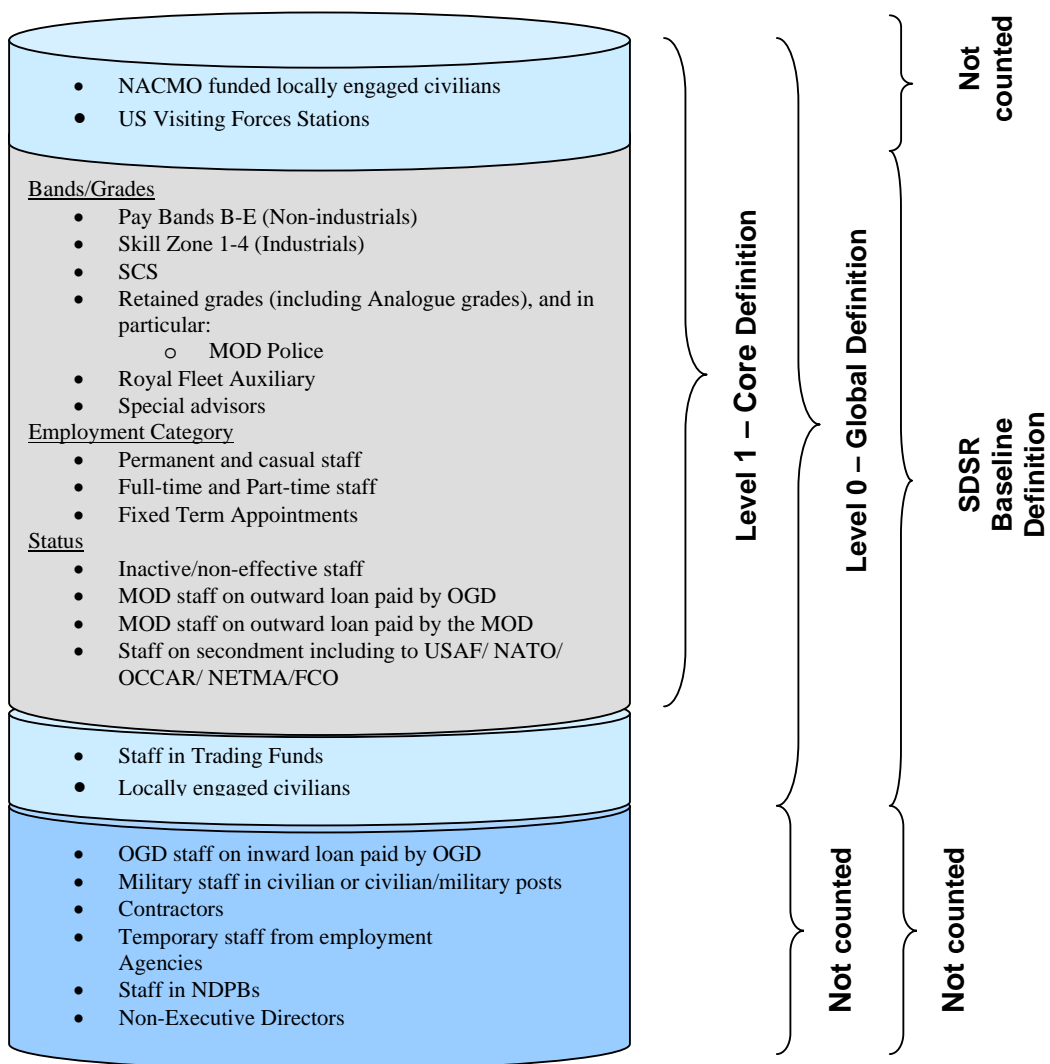 • NACMO funded locally engaged civilians
• US Visiting Forces Stations
Bands/Grades
• Pay Bands B-E (Non-industrials)
• Skill Zone 1-4 (Industrials)
• SCS
• Retained grades (including Analogue grades), and in
particular:
o MOD Police
• Royal Fleet Auxiliary
• Special advisors
Employment Category
• Permanent and casual staff
• Full-time and Part-time staff
• Fixed Term Appointments
Status
• Inactive/non-effective staff
• MOD staff on outward loan paid by OGD
• MOD staff on outward loan paid by the MOD
• Staff on secondment including to USAF/ NATO/
OCCAR/ NETMA/FCO
• Staff in Trading Funds
• Locally engaged civilians
• OGD staff on inward loan paid by OGD
• Military staff in civilian or civilian/military posts
• Contractors
• Temporary staff from employment
Agencies
• Staff in NDPBs
• Non-Executive Directors
Level 1 – Core Definition
Level 0 – Global Definition
Not counted
Not
counted
SDSR
Baseline
Definition
Not counted